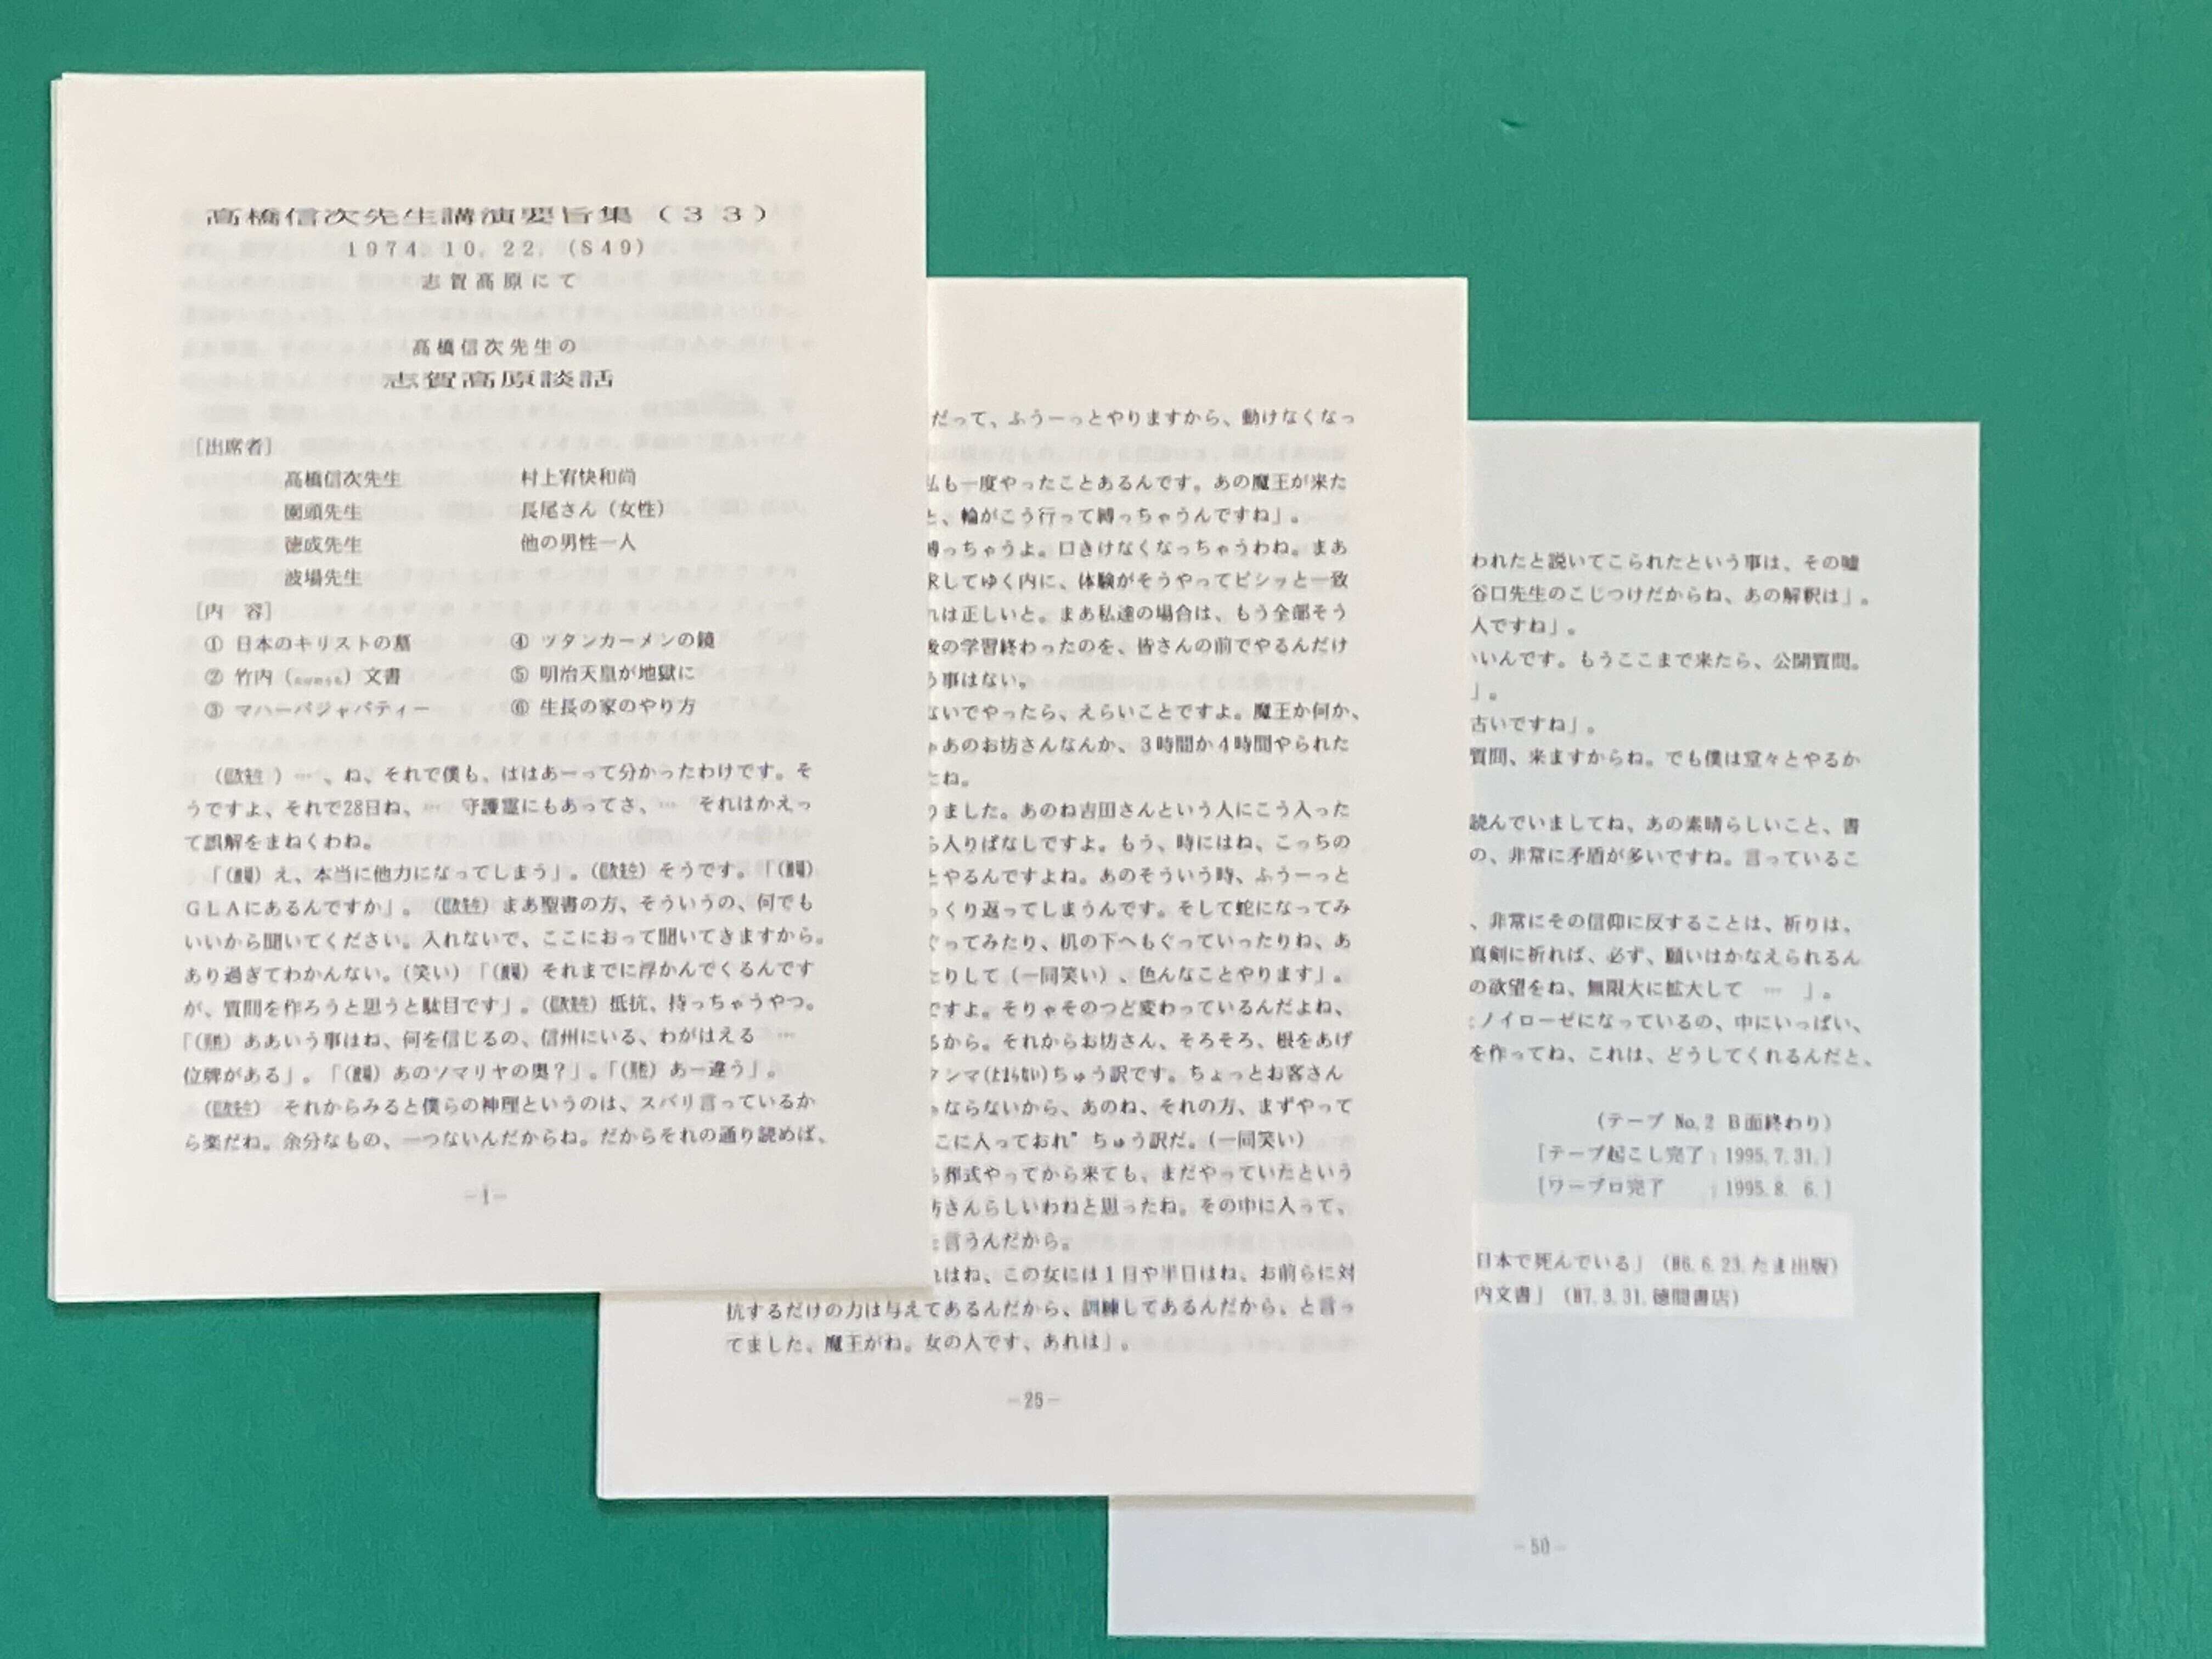 高橋信次先生講演要旨集（３３）
１９７４．１０．２２．（Ｓ４９）
志賀高原にて
高橋信次先生の
志賀高原談話
［出席者］
高橋信次先生　村上宥快和尚
園頭先生　長尾さん（女性）
徳成先生　他の男性一人
波場先生
［内　容］
① 日本のキリストの墓　④ ツタンカーメンの鏡
② 竹内文書　⑤ 明治天皇が地獄に
③ マハーパジャパティー　⑥ 生長の家のやり方
…、ね、それで僕も、ははあーって分かったわけです。そ
うですよ、それで28日ね、…　守護霊にもあってさ、…　それはかえっ
て誤解をまねくわね。
え、本当に他力になってしまう」。そうです。「
ＧＬＡにあるんですか」。まあ聖書の方、そういうの、何でも
いいから聞いてください。入れないで、ここにおって聞いてきますから。
あり過ぎてわかんない。（笑い）「それまでに浮かんでくるんです
が、質問を作ろうと思うと駄目です」。抵抗、持っちゃうやつ。
「ああいう事はね、何を信じるの、信州にいる、わがはえる　…
位牌がある」。「あのソマリヤの奥？」。「あー違う」。
それからみると僕らの神理というのは、ズバリ言っているか
ら楽だね。余分なもの、一つないんだからね。だからそれの通り読めば、
－1－
だって、ふうーっとやりますから、動けなくなっ
私も一度やったことあるんです。あの魔王が来た
と、輪がこう行って縛っちゃうんですね」。
縛っちゃうよ。口きけなくなっちゃうわね。まあ
求してゆく内に、体験がそうやってピシッと一致
れは正しいと。まあ私達の場合は、もう全部そう
後の学習終わったのを、皆さんの前でやるんだけ
う事はない。
ないでやったら、えらいことですよ。魔王か何か、
ゃあのお坊さんなんか、３時間か４時間やられた
たね。
りました。あのね吉田さんという人にこう入った
ら入りぱなしですよ。もう、時にはね、こっちの
とやるんですよね。あのそういう時、ふうーっと
っくり返ってしまうんです。そして蛇になってみ
ぐってみたり、机の下へもぐっていったりね、あ
たりして（一同笑い）、色んなことやります」。
ですよ。そりゃそのつど変わっているんだよね、
るから。それからお坊さん、そろそろ、根をあげ
タンマちゅう訳です。ちょっとお客さん
ゃならないから、あのね、それの方、まずやって
こに入っておれ”ちゅう訳だ。（一同笑い）
ら葬式やってから来ても、まだやっていたという
坊さんらしいわねと思ったね。その中に入って、
と言うんだから。
れはね、この女には１日や半日はね、お前らに対
抗するだけの力は与えてあるんだから、訓練してあるんだから、と言っ
てました、魔王がね。女の人です、あれは」。
－26－
われたと説いてこられたという事は、その嘘
谷口先生のこじつけだからね、あの解釈は」。
人ですね」。
いいんです。もうここまで来たら、公開質問。
」。
古いですね」。
質問、来ますからね。でも僕は堂々とやるか
読んでいましてね、あの素晴らしいこと、書
の、非常に矛盾が多いですね。言っているこ
、非常にその信仰に反することは、祈りは、
真剣に祈れば、必ず、願いはかなえられるん
の欲望をね、無限大に拡大して　…　」。
ノイローゼになっているの、中にいっぱい、
を作ってね、これは、どうしてくれるんだと、
（テープ No.2 Ｂ面終わり）
［テープ起こし完了：1995.7.31.］
［ワープロ完了　：1995.8. 6.］
日本で死んでいる」（H6.6.23.たま出版）
内文書」（H7.3.31.徳間書店）
－50－